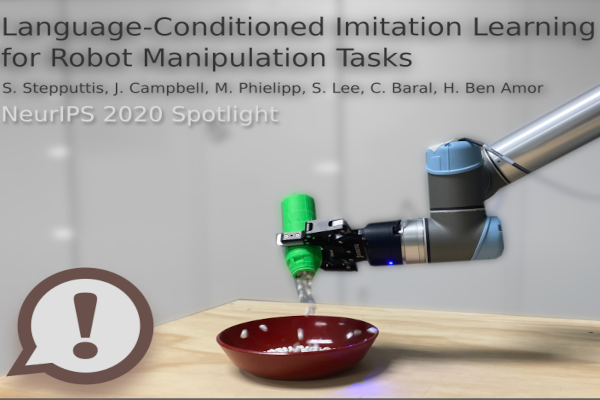 Language-Conditioned Imitation Learning
for Robot Manipulation Tasks
S. Stepputtis, J. Campbell, M. Phielipp, S. Lee, C. Baral, H. Ben Amor
NeurIPS 2020 Spotlight
!